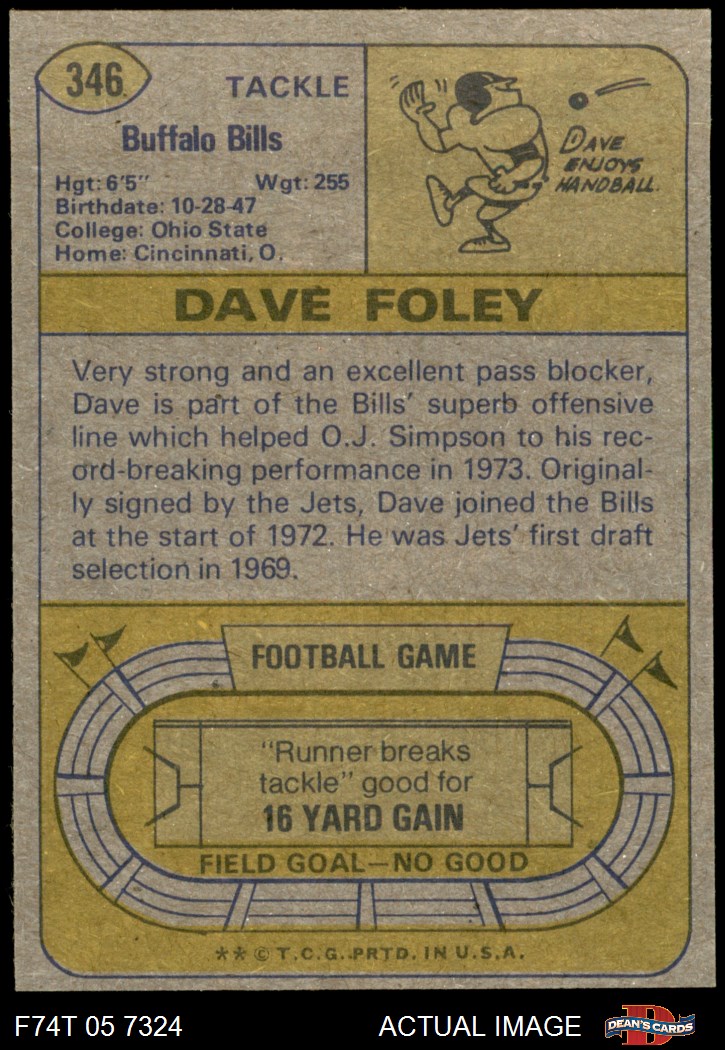 346.
TACKLE
Buffalo Bills
Hgt: 6'5" Wgt: 255
Birthdate: 10-28-47
College: Ohio State
Home: Cincinnati, O.
DAVE
ENJOYS
HANDBALL.
DAVE FOLEY
Very strong and an excellent pass blocker,
Dave is part of the Bills' superb offensive
line which helped O.J. Simpson to his rec-
ord-breaking performance in 1973. Original-
ly signed by the Jets, Dave joined the Bills
at the start of 1972. He was Jets' first draft
selection in 1969.
FOOTBALL GAME
"Runner breaks
tackle" good for
16 YARD GAIN
FIELD GOAL—NO GOOD
** © T.C.G. PRTD. IN U.S.A.
F74T 05 7324 ACTUAL IMAGE
D
DEAN'S CARDS